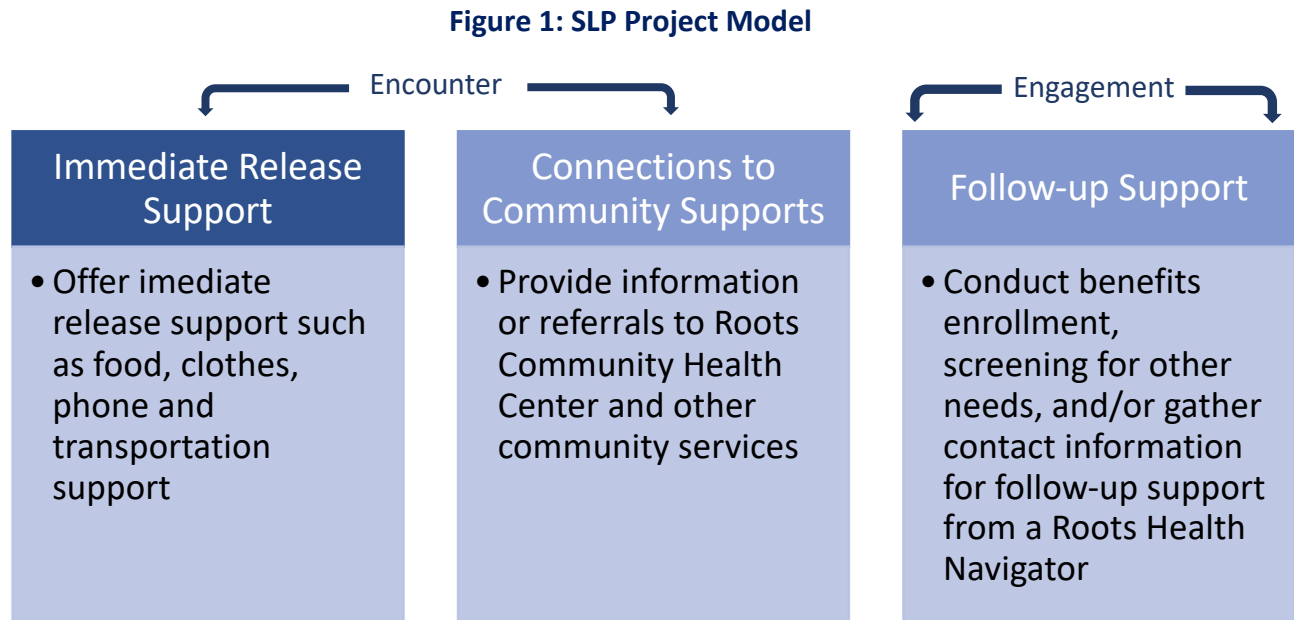 Figure 1: SLP Project Model
Encounter
Engagement
Immediate Release
Support
• Offer imediate
release support such
as food, clothes,
phone and
transportation
support
Connections to
Community Supports
• Provide information
or referrals to Roots
Community Health
Center and other
community services
Follow-up Support
• Conduct benefits
enrollment,
screening for other
needs, and/or gather
contact information
for follow-up support
from a Roots Health
Navigator